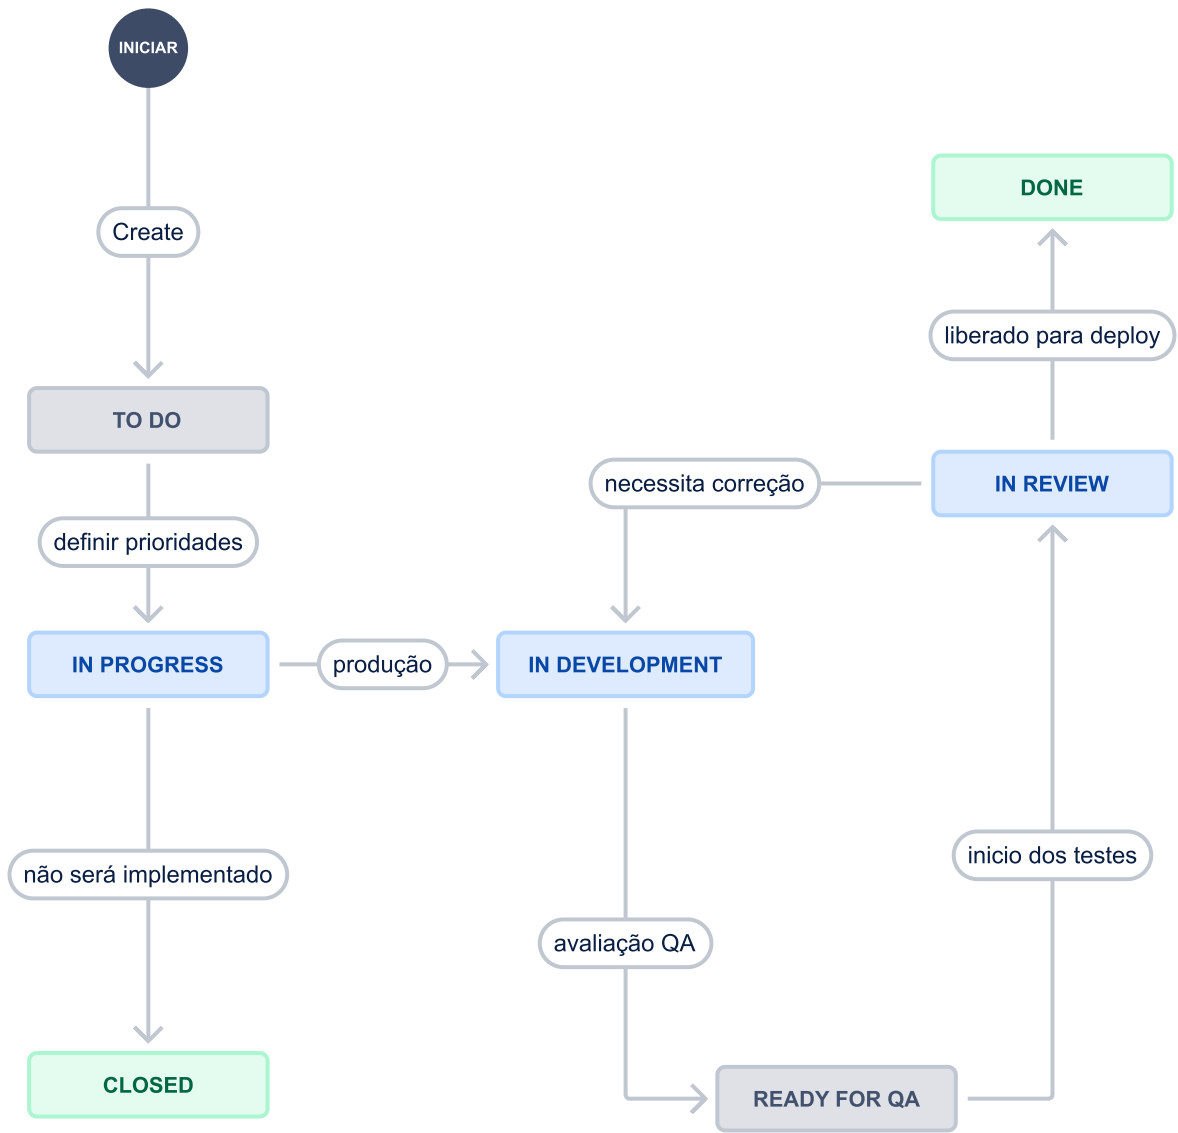 INICIAR
Create
TO DO
definir prioridades
IN PROGRESS
produção
IN DEVELOPMENT
não será implementado
CLOSED
avaliação QA
READY FOR QA
inicio dos testes
IN REVIEW
necessita correção
liberado para deploy
DONE